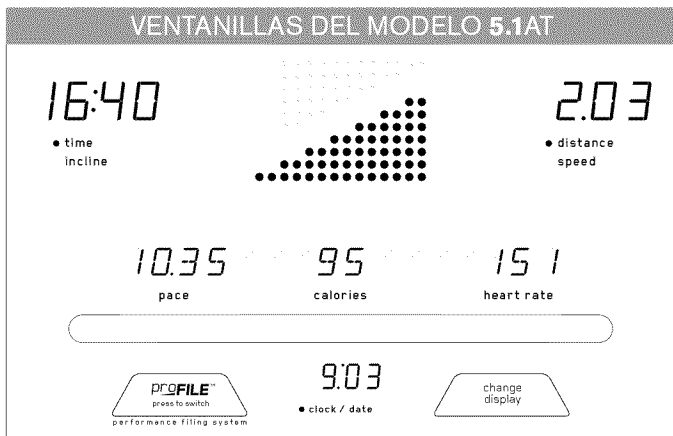 VENTANILLAS DEL MODELO 5.1AT
16:40
2.03
• time
incline
• distance
speed
10.35 95 151
pace calories heart rate
proFILE™
press to switch
performance filing system
9:03
• clock / date
change
display